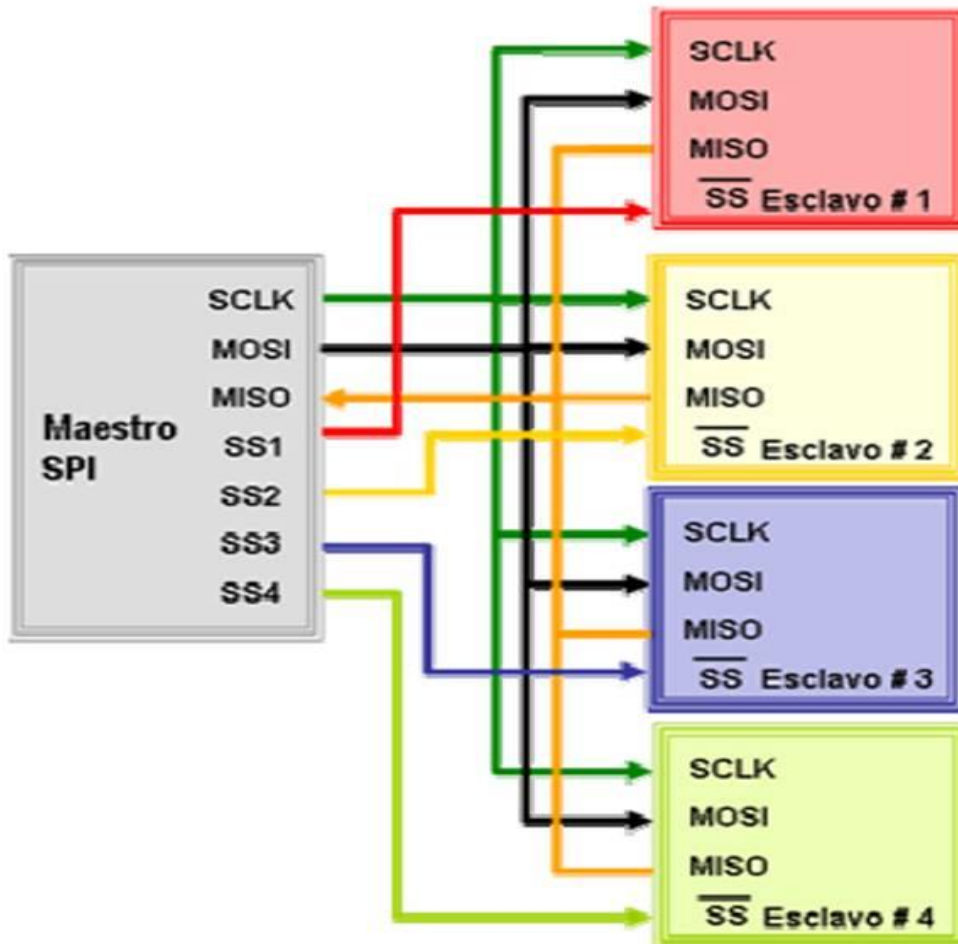 SCLK
MOSI
MISO
SS Esclavo # 1
SCLK
MOSI
MISO
Maestro
SPI
SS1
SS2
SS3
SS4
SCLK
MOSI
MISO
SS Esclavo # 2
SCLK
MOSI
MISO
SS Esclavo # 3
SCLK
MOSI
MISO
SS Esclavo # 4